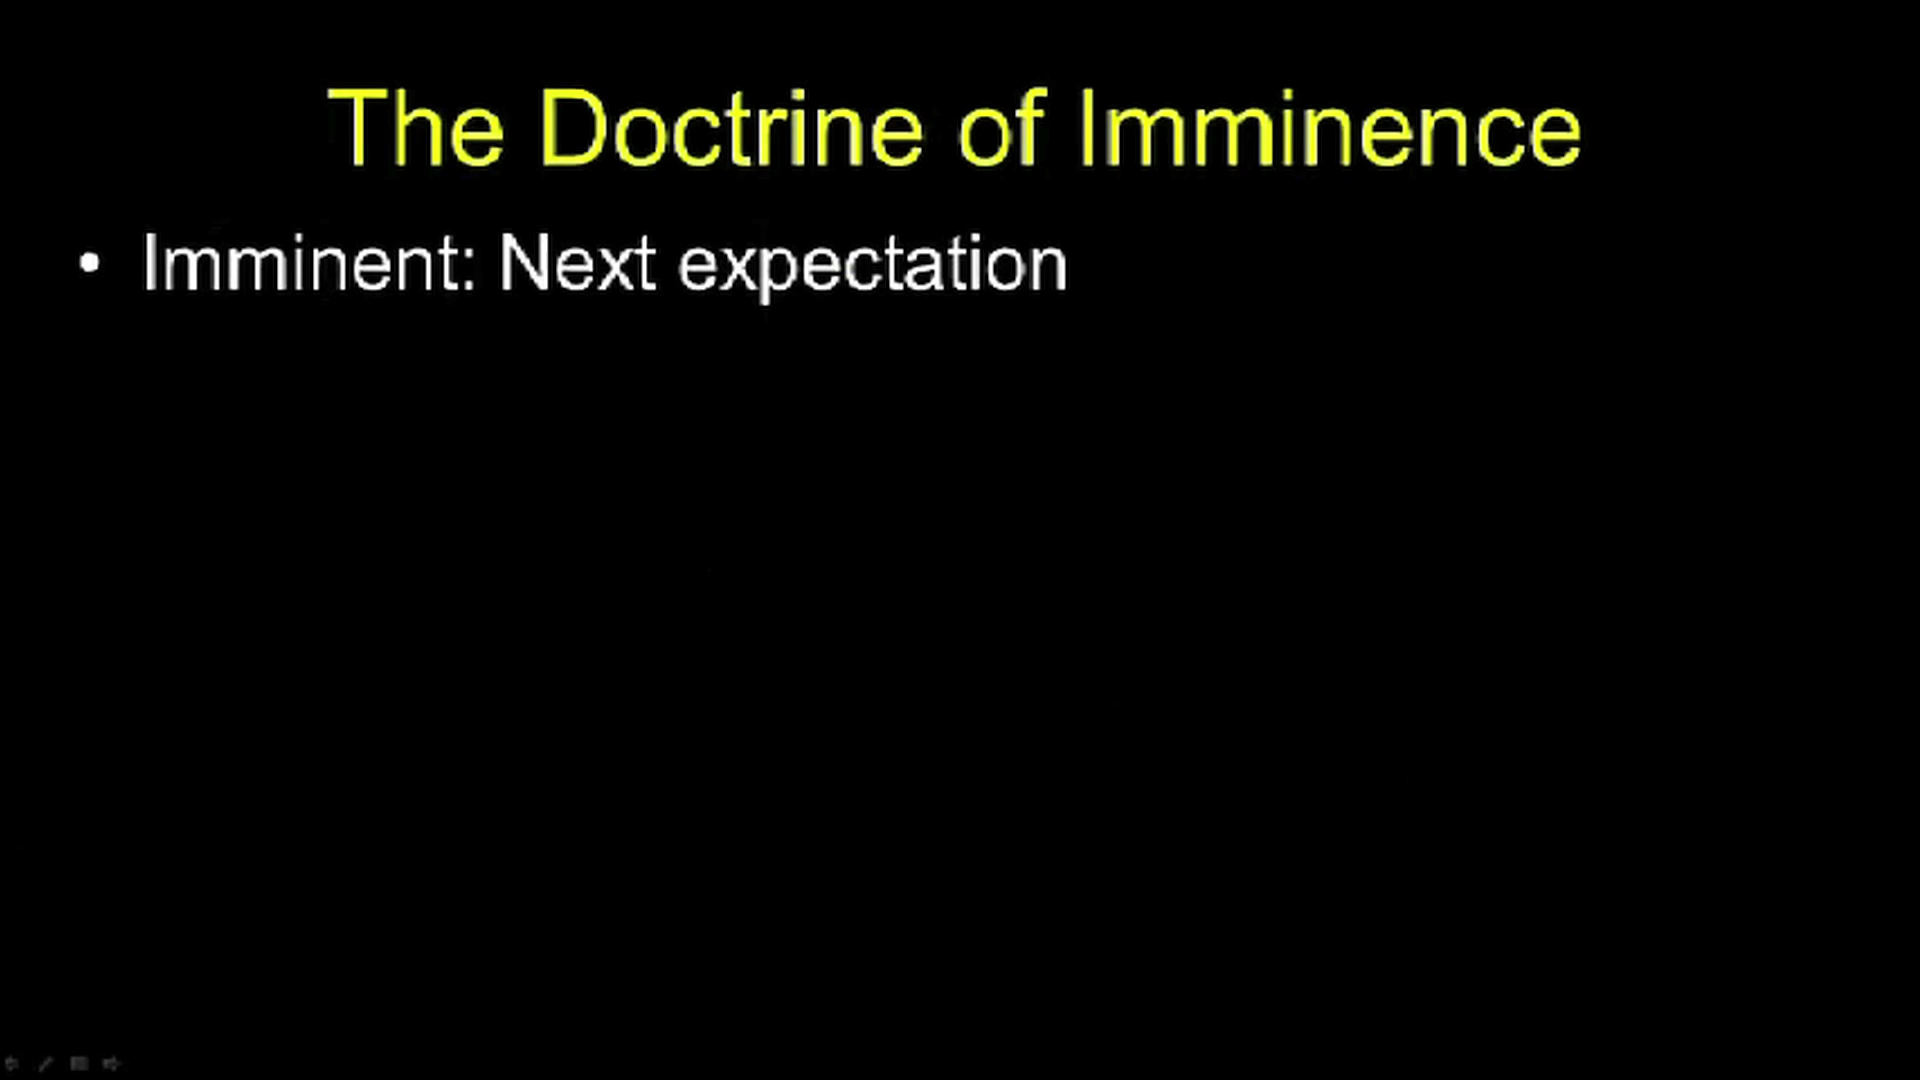 The Doctrine of Imminence
• Imminent: Next expectation